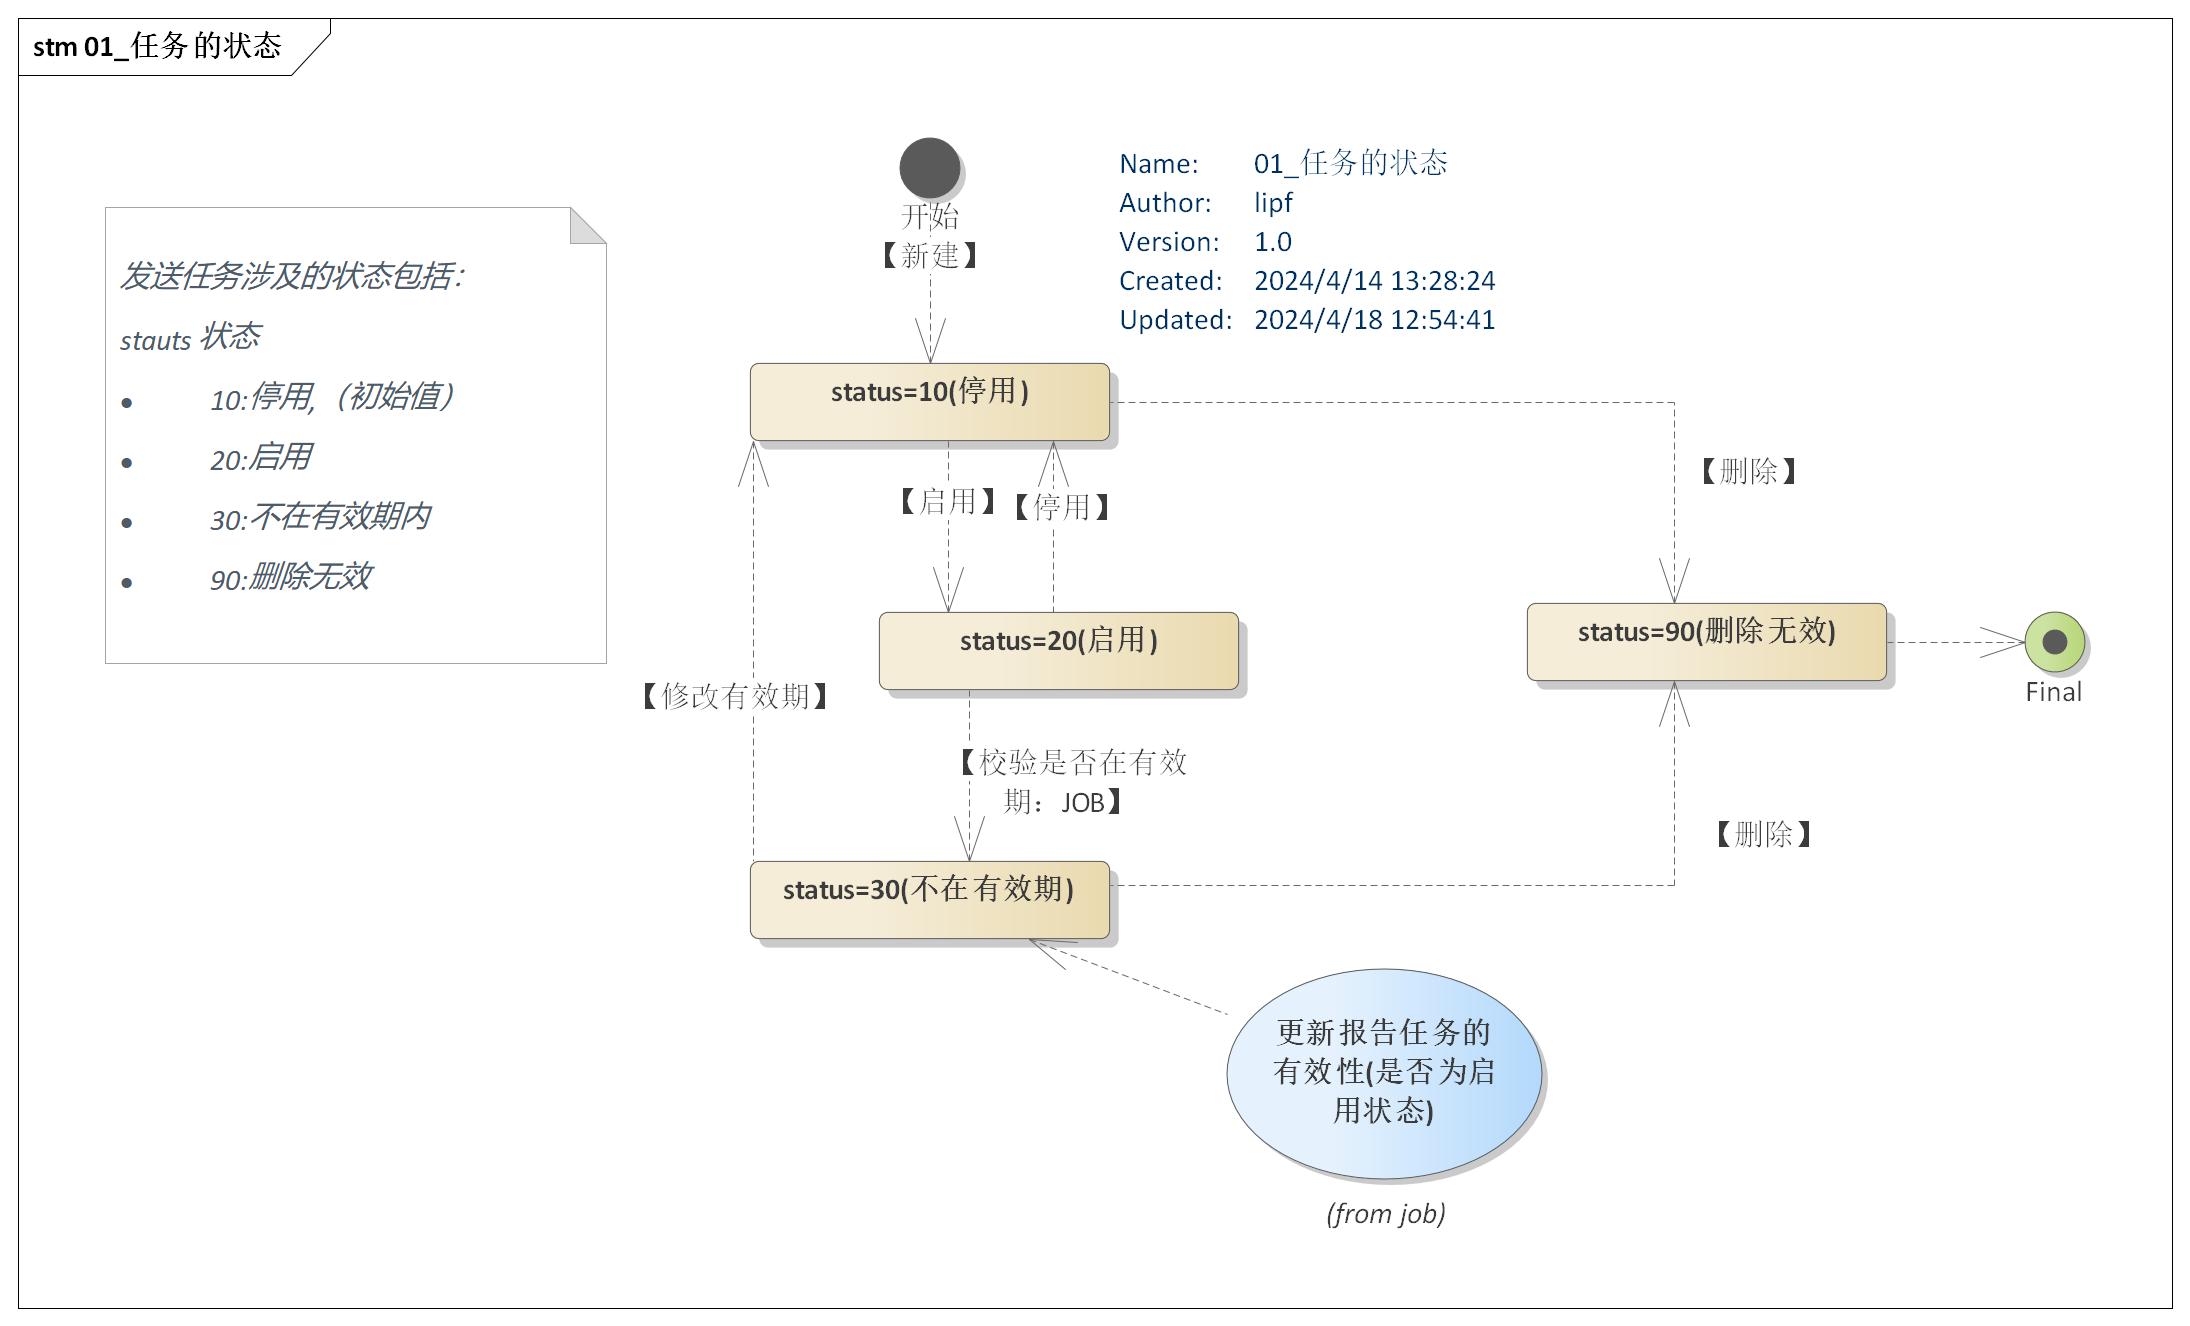 stm 01_任务的状态
Name: 01_任务的状态
Author: lipf
Version: 1.0
Created: 2024/4/14 13:28:24
Updated: 2024/4/18 12:54:41
开始
【新建】
发送任务涉及的状态包括：
stauts 状态
• 10:停用,（初始值）
• 20:启用
• 30:不在有效期内
• 90:删除无效
status=10(停用)
【删除】
【启用】
【停用】
status=20(启用)
status=90(删除无效)
Final
【修改有效期】
【校验是否在有效
期：JOB】
【删除】
status=30(不在有效期)
更新报告任务的
有效性(是否为启
用状态)
(from job)